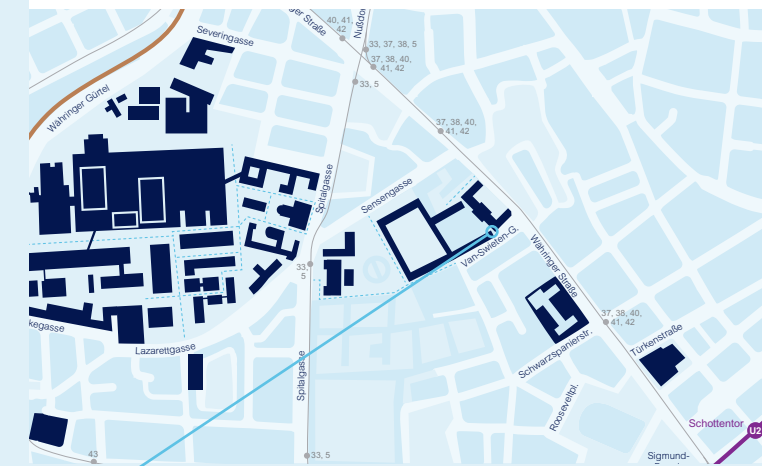 40, 41,
42
ger Straße
Nußdor
Severingasse
33, 37, 38, 5
37, 38, 40,
41, 42
33, 5
Währinger Gürtel
37, 38, 40,
41, 42
Spitalgasse
Sensengasse
Van-Swieten-G.
Währinger Straße
33,
5
37, 38, 40,
41, 42
kegasse
Lazarettgasse
Schwarzspanierstr.
Türkenstraße
Spitalgasse
Rooseveltpl.
Schottentor
U2
43
33, 5
Sigmund-